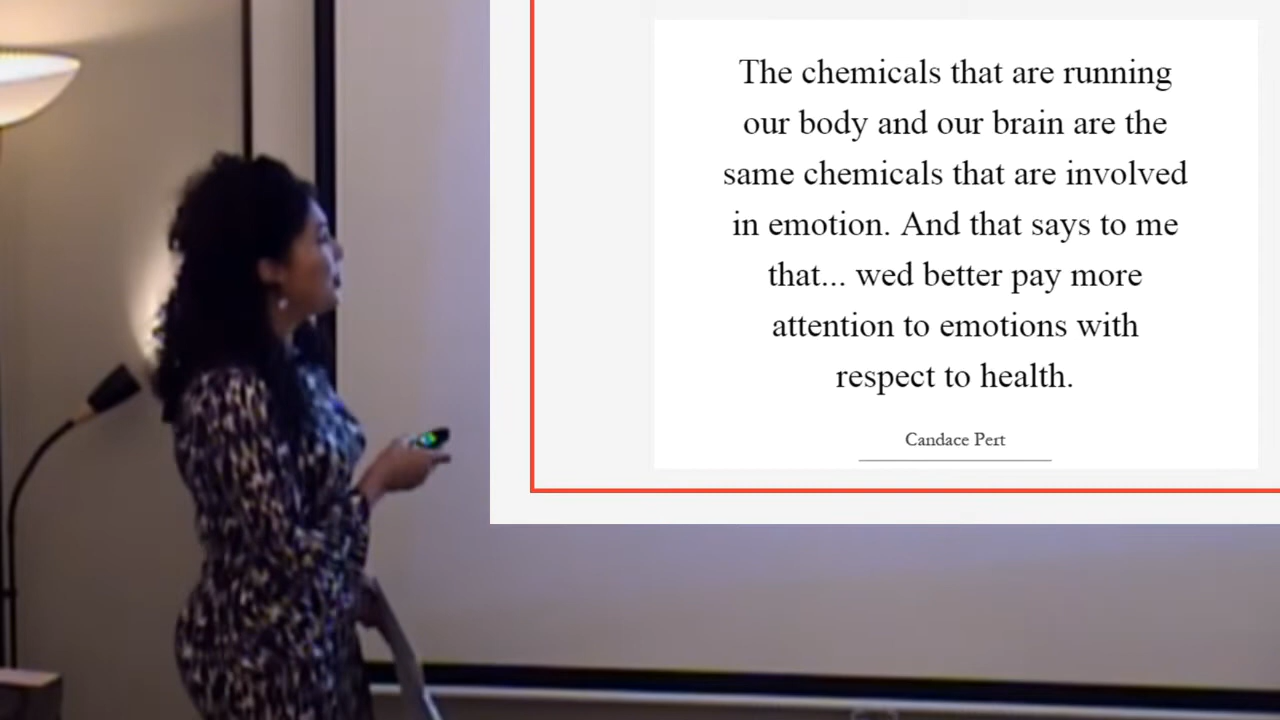 The chemicals that are running
our body and our brain are the
same chemicals that are involved
in emotion. And that says to me
that... wed better pay more
attention to emotions with
respect to health.
Candace Pert